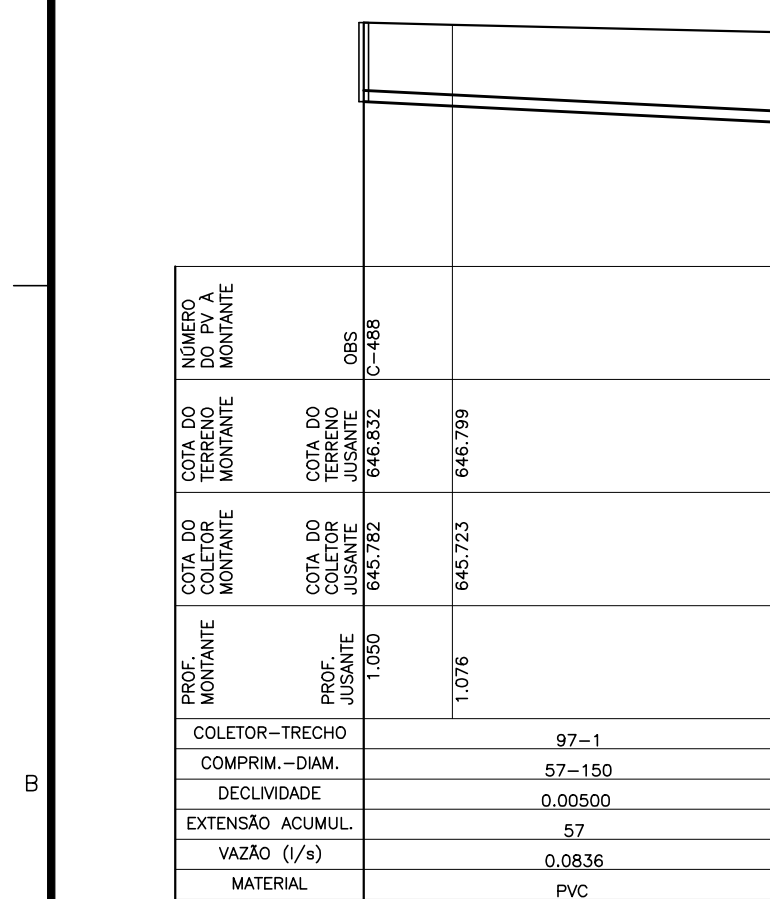 NÚMERO
DO PV À
MONTANTE
OBS
C-488
COTA DO
TERRENO
MONTANTE
COTA DO
TERRENO
JUSANTE
646.832
646.799
COTA DO
COLETOR
MONTANTE
COTA DO
COLETOR
JUSANTE
645.782
645.723
PROF.
MONTANTE
PROF.
JUSANTE
1.050
1.076
COLETOR-TRECHO
97-1
COMPRIM.-DIAM.
57-150
DECLIVIDADE
0.00500
EXTENSÃO ACUMUL.
57
VAZÃO (l/s)
0.0836
MATERIAL
PVC
B